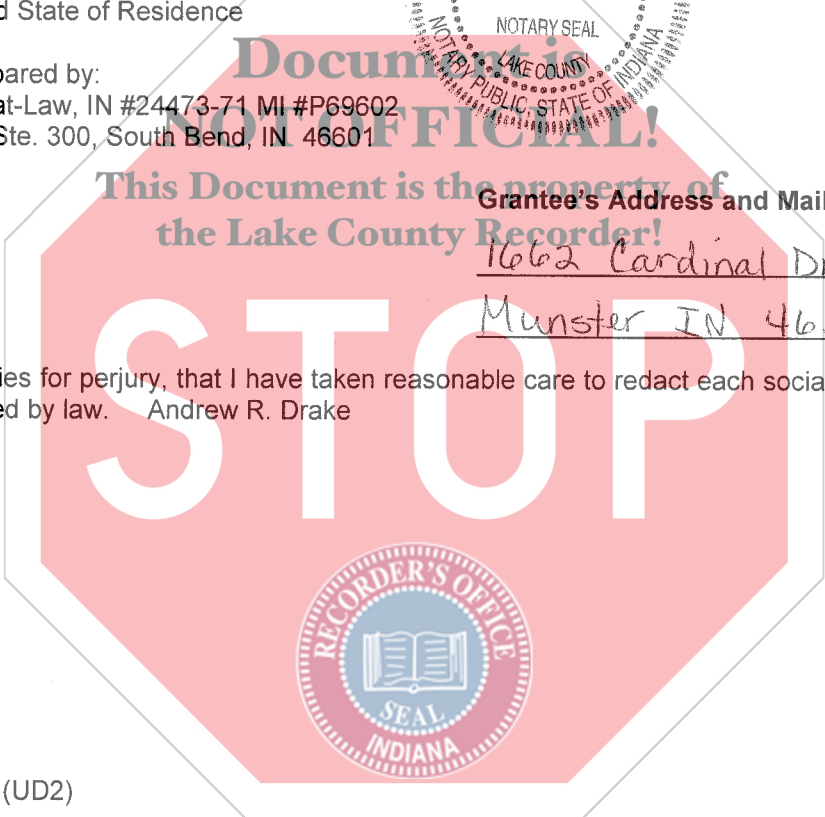 d State of Residence
NOTARY SEAL
LAKE COUNTY
NOTARY PUBLIC, STATE OF INDIANA
Document is
ared by:
at-Law, IN #24473-71 MI #P69602
NOT OFFICIAL!
Ste. 300, South Bend, IN 46601
This Document is the property of
Grantee's Address and Mail
the Lake County Recorder!
1662 Cardinal Dr
Munster IN 46
STOP
ies for perjury, that I have taken reasonable care to redact each socia
ed by law. Andrew R. Drake
RECORDER'S OFFICE
SEAL
INDIANA
(UD2)